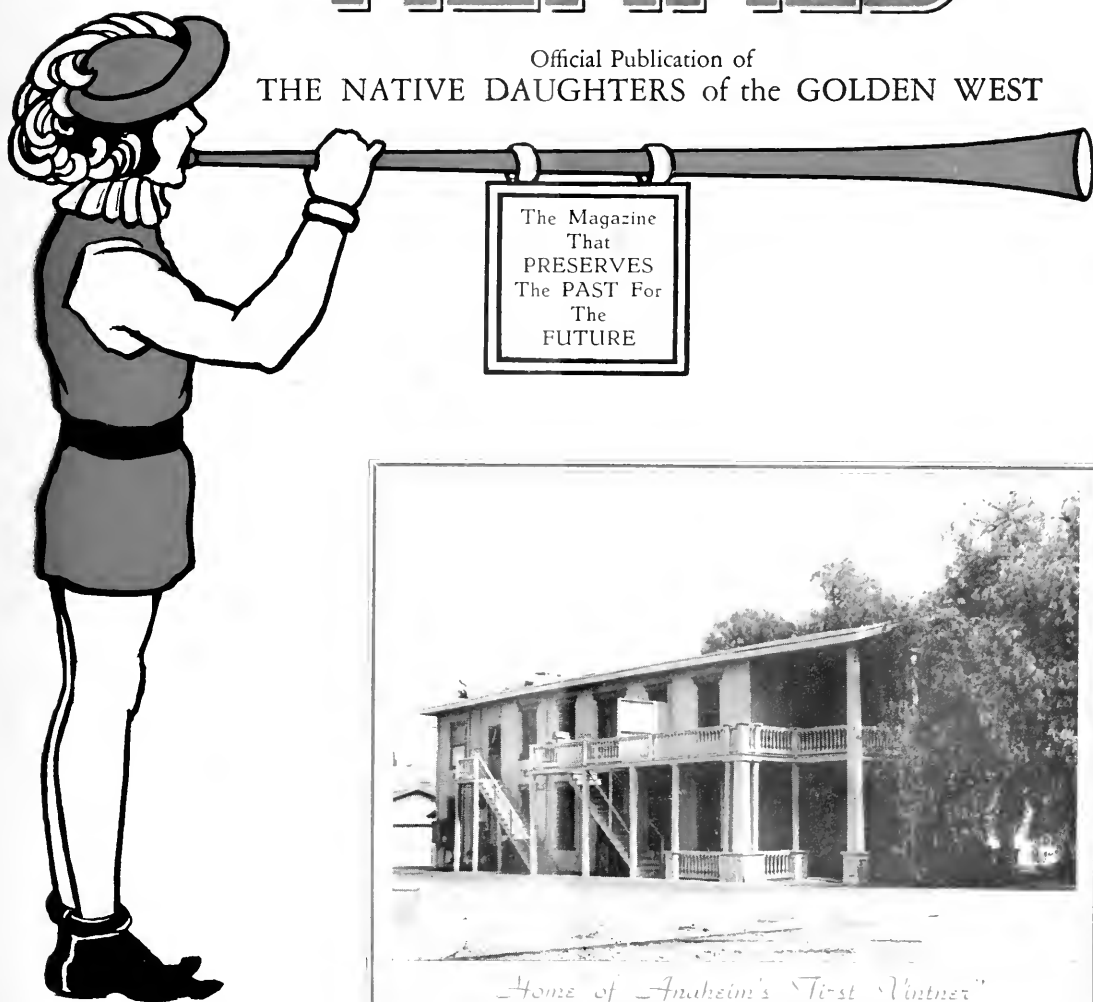 HERALD
Official Publication of
THE NATIVE DAUGHTERS of the GOLDEN WEST
The Magazine
That
PRESERVES
The PAST For
The
FUTURE
Home of Anaheim's "First Vintner"